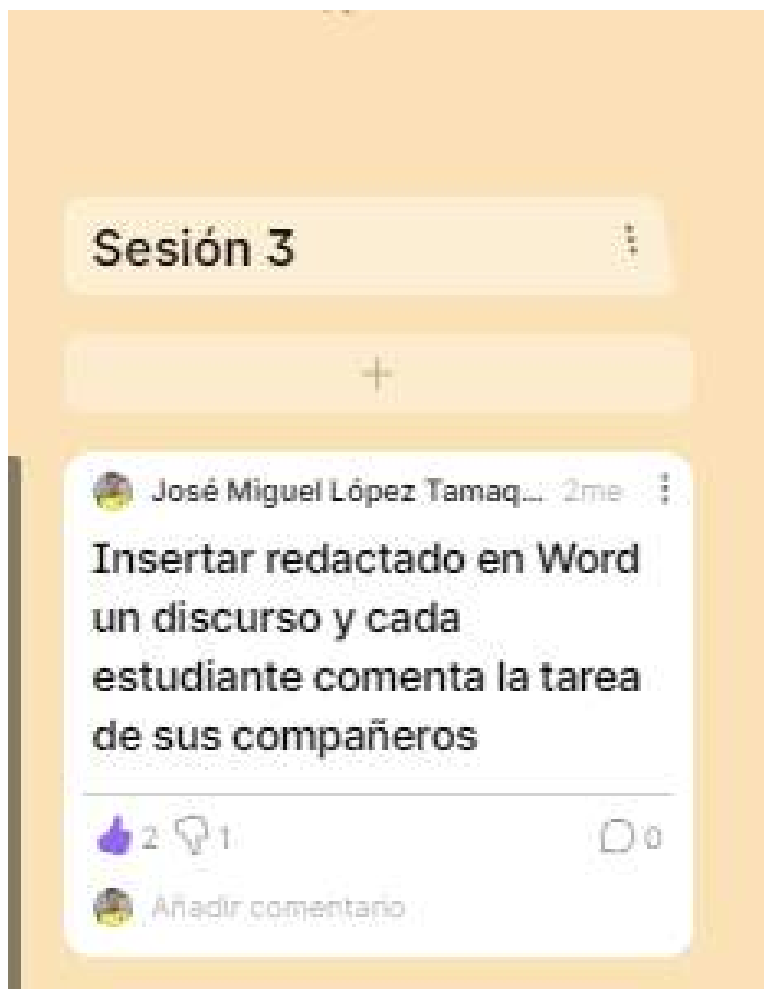 Sesión 3
+
José Miguel López Tamaq... 2me
Insertar redactado en Word
un discurso y cada
estudiante comenta la tarea
de sus compañeros
2 1 0
Añadir comentario